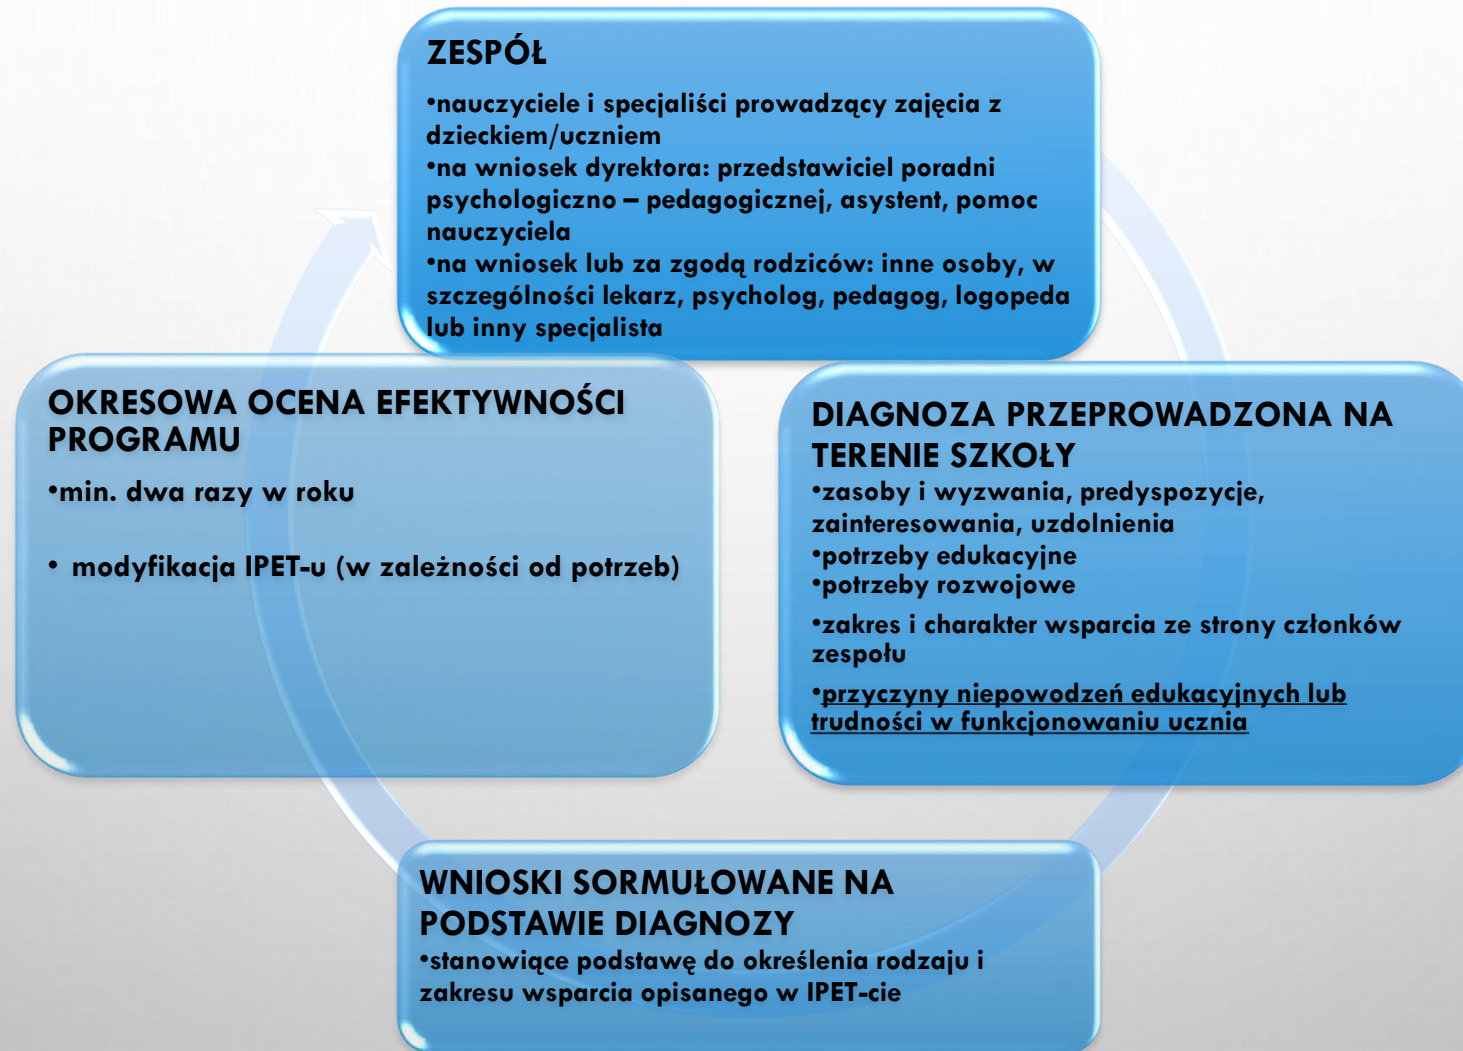 ZESPÓŁ
•nauczyciele i specjaliści prowadzący zajęcia z
dzieckiem/uczniem
•na wniosek dyrektora: przedstawiciel poradni
psychologiczno – pedagogicznej, asystent, pomoc
nauczyciela
•na wniosek lub za zgodą rodziców: inne osoby, w
szczególności lekarz, psycholog, pedagog, logopeda
lub inny specjalista
DIAGNOZA PRZEPROWADZONA NA
TERENIE SZKOŁY
•zasoby i wyzwania, predyspozycje,
zainteresowania, uzdolnienia
•potrzeby edukacyjne
•potrzeby rozwojowe
•zakres i charakter wsparcia ze strony członków
zespołu
•przyczyny niepowodzeń edukacyjnych lub
trudności w funkcjonowaniu ucznia
WNIOSKI SORMUŁOWANE NA
PODSTAWIE DIAGNOZY
•stanowiące podstawę do określenia rodzaju i
zakresu wsparcia opisanego w IPET-cie
OKRESOWA OCENA EFEKTYWNOŚCI
PROGRAMU
•min. dwa razy w roku
• modyfikacja IPET-u (w zależności od potrzeb)